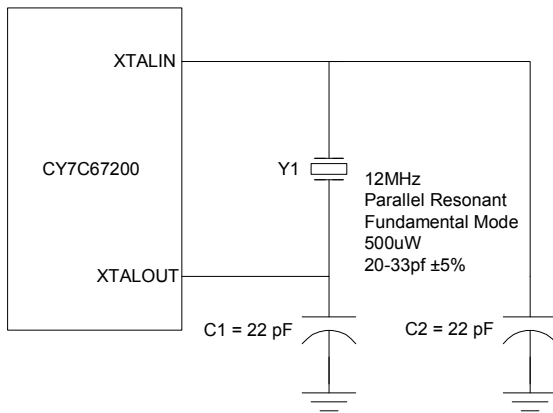 XTALIN
CY7C67200
Y1
12MHz
Parallel Resonant
Fundamental Mode
500uW
20-33pf ±5%
XTALOUT
C1 = 22 pF
C2 = 22 pF